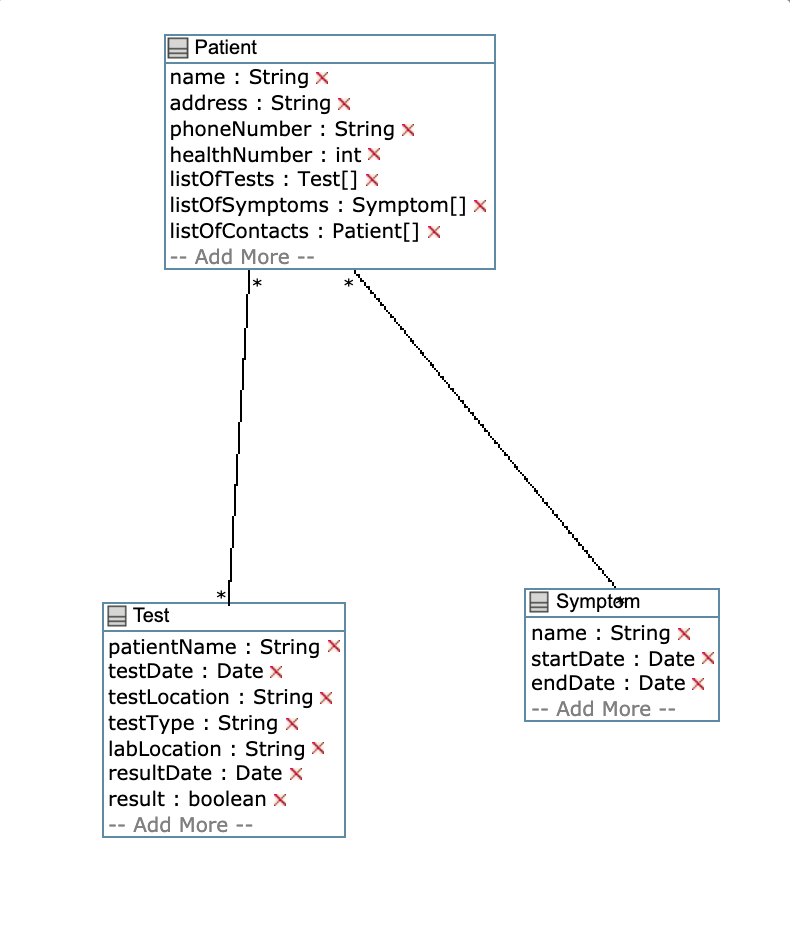 Patient
name : String
address : String
phoneNumber : String
healthNumber : int
listOfTests : Test[]
listOfSymptoms : Symptom[]
listOfContacts : Patient[]
-- Add More --
* *
*
Test
patientName : String
testDate : Date
testLocation : String
testType : String
labLocation : String
resultDate : Date
result : boolean
-- Add More --
*
Symptom
name : String
startDate : Date
endDate : Date
-- Add More --